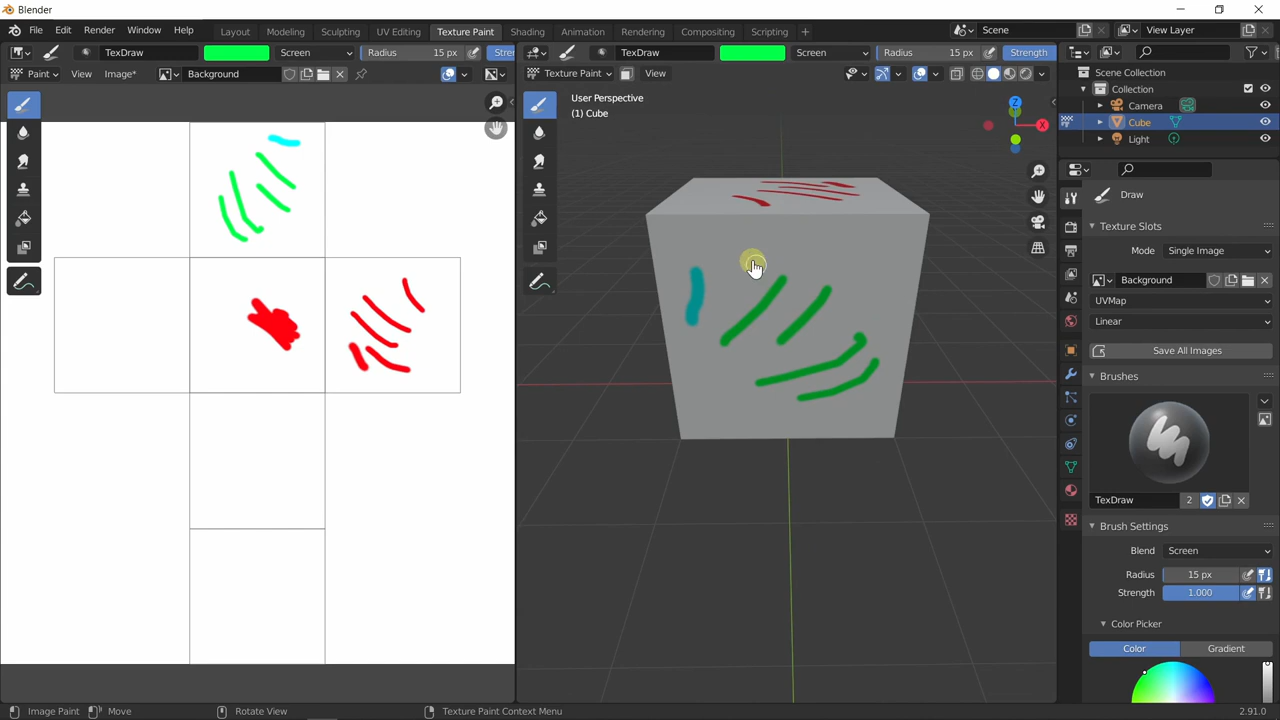 Blender
File Edit Render Window Help Layout Modeling Sculpting UV Editing Texture Paint Shading Animation Rendering Compositing Scripting + Scene View Layer
TexDraw Screen Radius 15 px Stren TexDraw Screen Radius 15 px Strength
Paint View Image* Background Texture Paint View
Scene Collection
Collection
Camera
Cube
Light
User Perspective
(1) Cube
Z
X
Draw
Texture Slots
Mode Single Image
Background
UVMap
Linear
Save All Images
Brushes
TexDraw 2
Brush Settings
Blend Screen
Radius 15 px
Strength 1.000
Color Picker
Color Gradient
Image Paint Move Rotate View Texture Paint Context Menu 2.91.0